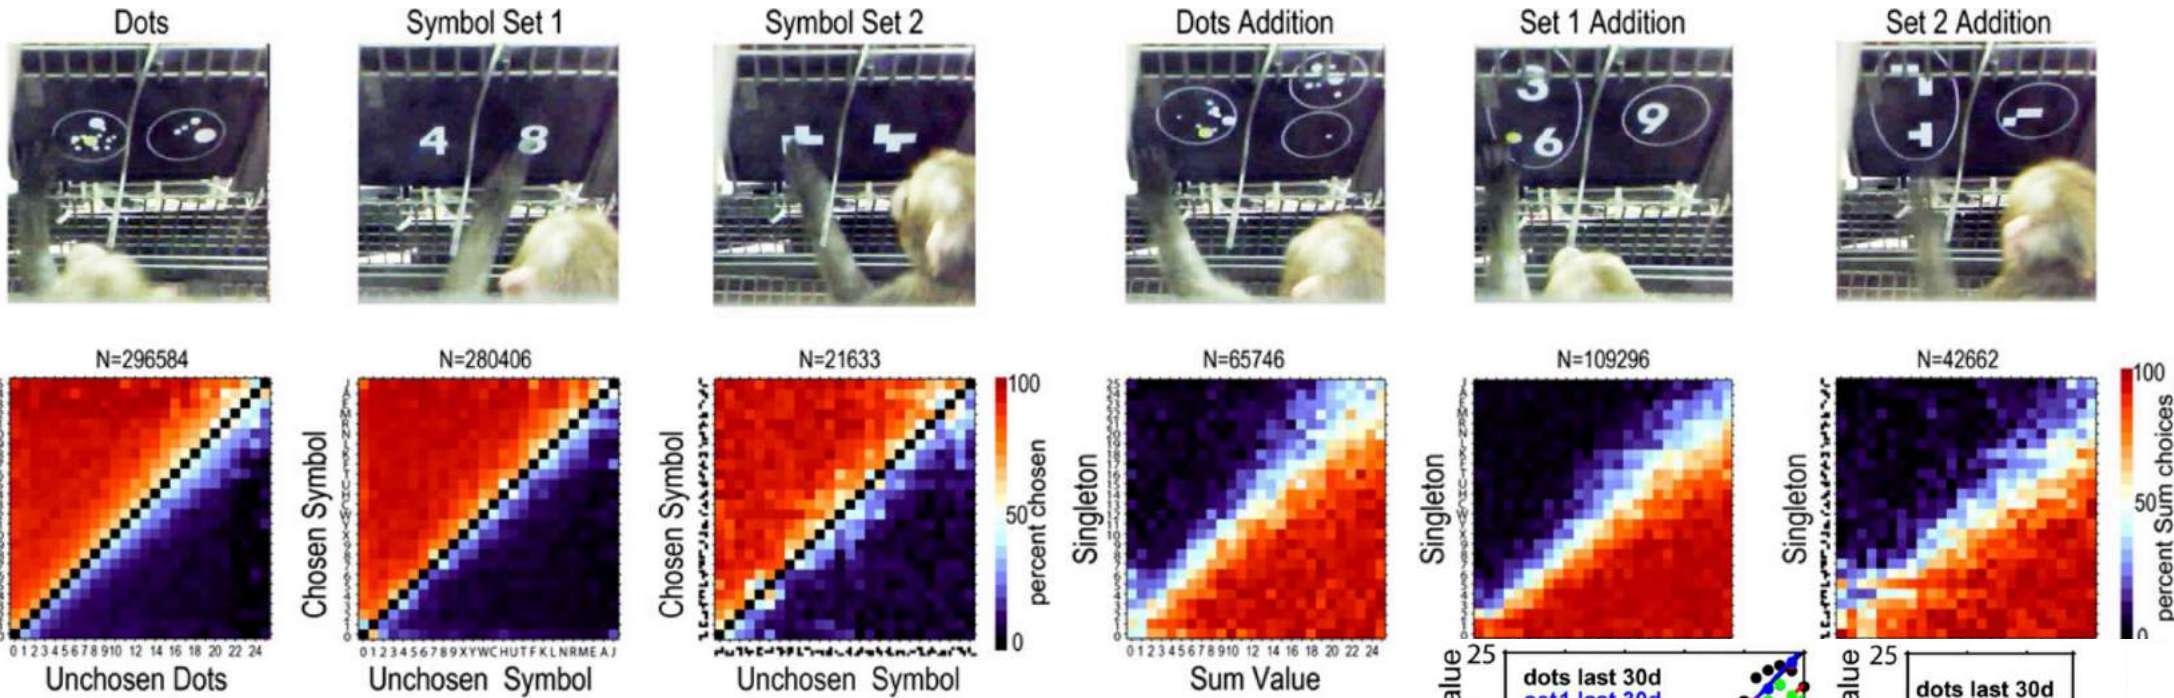 Dots
Symbol Set 1
Symbol Set 2
Dots Addition
Set 1 Addition
Set 2 Addition
4 8
3
6
9
N=296584
N=280406
N=21633
N=65746
N=109296
N=42662
Chosen Symbol
Chosen Symbol
100
50
0
percent chosen
Singleton
25
Singleton
Singleton
100
50
0
percent Sum choices
0 1 2 3 4 5 6 7 8 9 10 12 14 16 18 20 22 24
0 1 2 3 4 5 6 7 8 9 X Y W C H U T F K L N R M E A J
0 1 2 3 4 5 6 7 8 9 10 12 14 16 18 20 22 24
Unchosen Dots
Unchosen Symbol
Unchosen Symbol
Sum Value
25
dots last 30d
set1 last 30d
25
dots last 30d